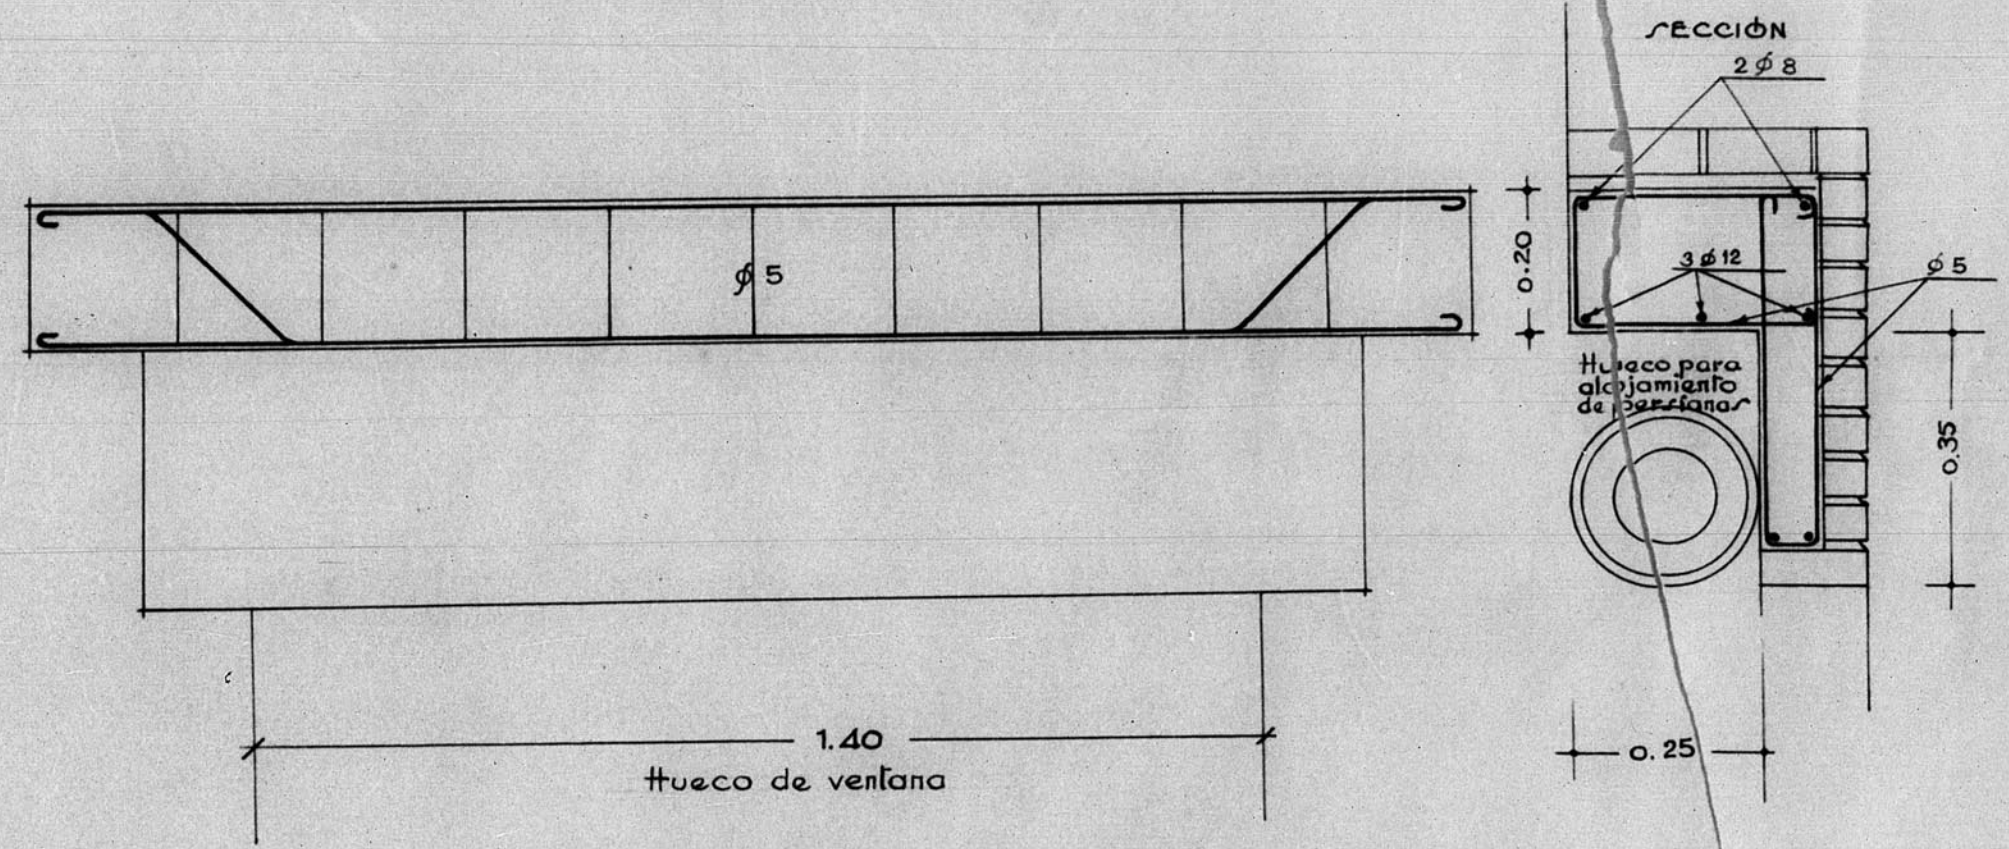 SECCIÓN
2 ϕ 8
ϕ 5
0.20
3 ϕ 12
ϕ 5
Hueco para
alojamiento
de persianas
0.35
1.40
Hueco de ventana
0.25